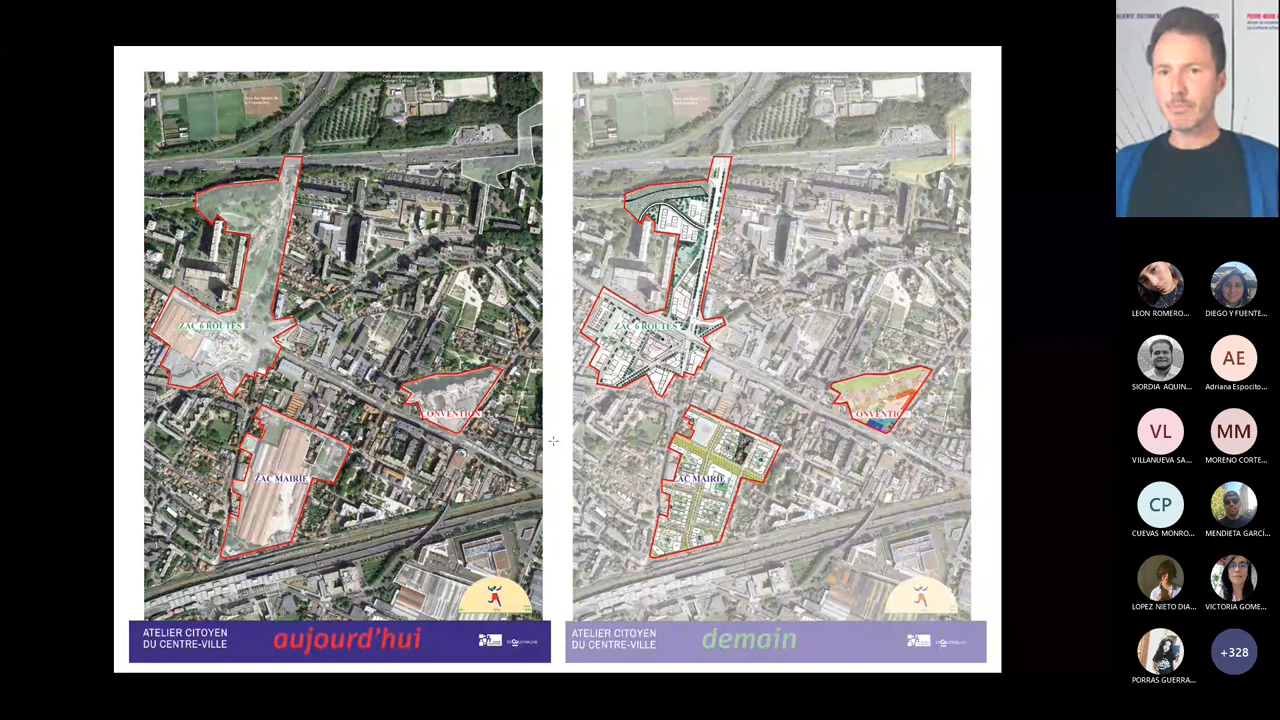 ZAC 6 ROUTES
CONVENTION
ZAC MAIRIE
ATELIER CITOYEN
DU CENTRE-VILLE
aujourd'hui
ZAC 6 ROUTES
CONVENTION
ZAC MAIRIE
ATELIER CITOYEN
DU CENTRE-VILLE
demain
LEON ROMERO...
DIEGO Y FUENTE...
SIORDIA AQUIN...
AE
Adriana Espocito...
VL
VILLANUEVA SA...
MM
MORENO CORTE...
CP
CUEVAS MONRO...
MENDIETA GARCÍ...
LOPEZ NIETO DIA...
VICTORIA GOME...
PORRAS GUERRA...
+328